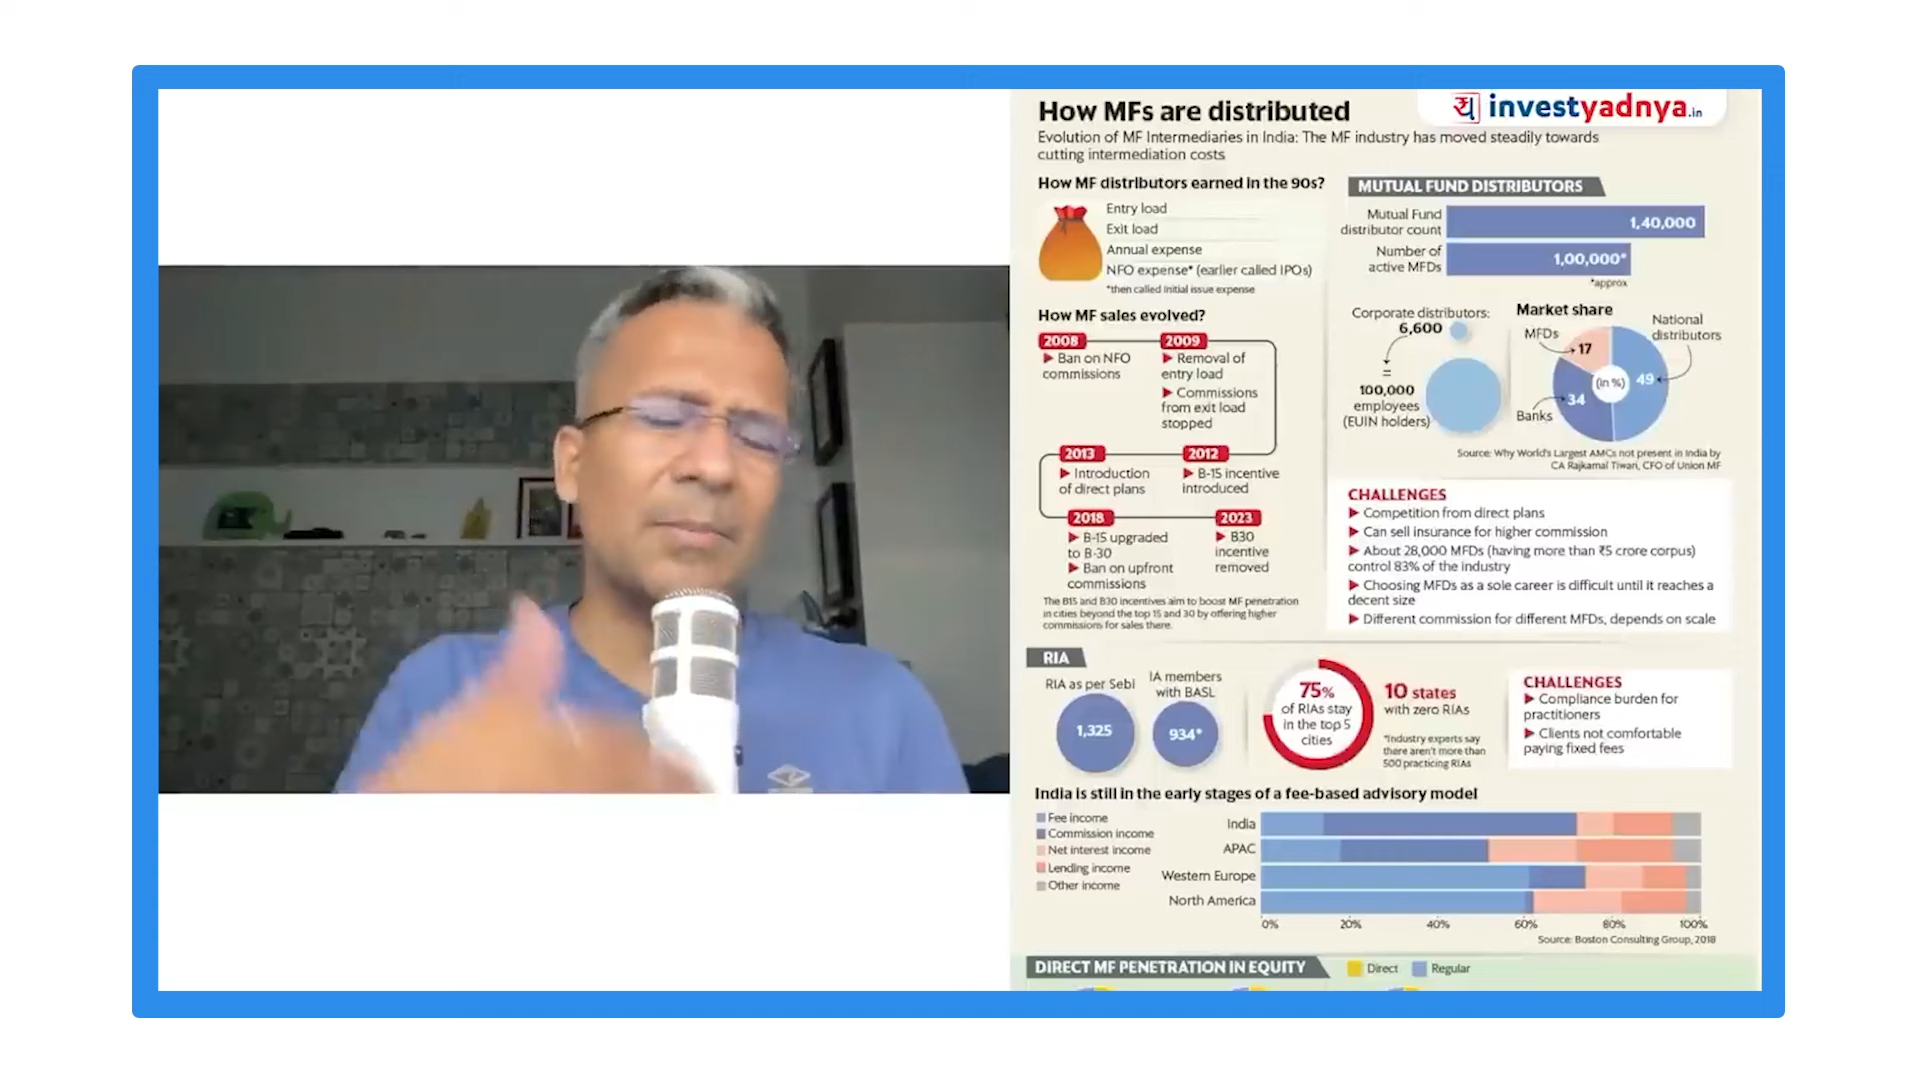 How MFs are distributed
यु investyadnya.in
Evolution of MF Intermediaries in India: The MF industry has moved steadily towards
cutting intermediation costs
How MF distributors earned in the 90s?
Entry load
Exit load
Annual expense
NFO expense* (earlier called IPOs)
*then called initial issue expense
How MF sales evolved?
2008
▶ Ban on NFO
commissions
2009
▶ Removal of
entry load
▶ Commissions
from exit load
stopped
2013
▶ Introduction
of direct plans
2012
▶ B-15 incentive
introduced
2018
▶ B-15 upgraded
to B-30
▶ Ban on upfront
commissions
2023
▶ B30
incentive
removed
The B15 and B30 incentives aim to boost MF penetration
in cities beyond the top 15 and 30 by offering higher
commissions for sales there.
MUTUAL FUND DISTRIBUTORS
Mutual Fund
distributor count
1,40,000
Number of
active MFDs
1,00,000*
*approx
Corporate distributors:
6,600
=
100,000
employees
(EUIN holders)
Market share
MFDs
17
National
distributors
49
(in %)
34
Banks
Source: Why World's Largest AMCs not present in India by
CA Rajkamal Tiwari, CFO of Union MF
CHALLENGES
▶ Competition from direct plans
▶ Can sell insurance for higher commission
▶ About 28,000 MFDs (having more than ₹5 crore corpus)
control 83% of the industry
▶ Choosing MFDs as a sole career is difficult until it reaches a
decent size
▶ Different commission for different MFDs, depends on scale
RIA
RIA as per Sebi
1,325
IA members
with BASL
934*
75%
of RIAs stay
in the top 5
cities
10 states
with zero RIAs
*Industry experts say
there aren't more than
500 practicing RIAs
CHALLENGES
▶ Compliance burden for
practitioners
▶ Clients not comfortable
paying fixed fees
India is still in the early stages of a fee-based advisory model
Fee income
Commission income
Net interest income
Lending income
Other income
India
APAC
Western Europe
North America
0% 20% 40% 60% 80% 100%
Source: Boston Consulting Group, 2018
DIRECT MF PENETRATION IN EQUITY
Direct Regular